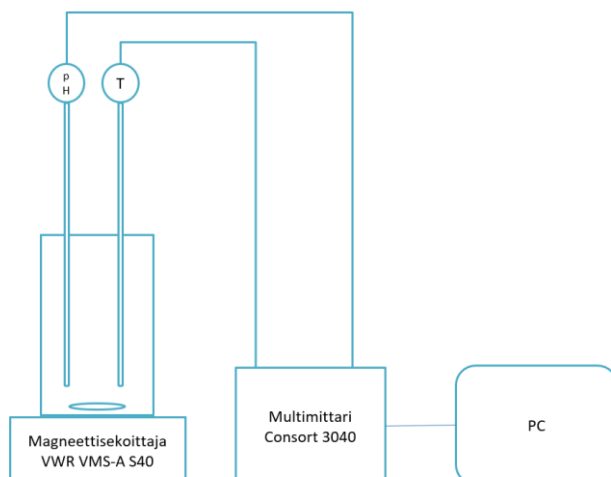 p
H
T
Magneettisekoittaja
VWR VMS-A S40
Multimittari
Consort 3040
PC